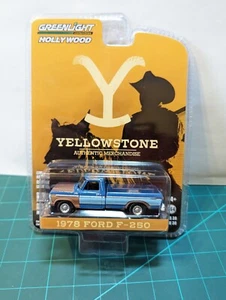 GREENLIGHT
HOLLYWOOD
Y
YELLOWSTONE
AUTHENTIC MERCHANDISE
1978 FORD F-250